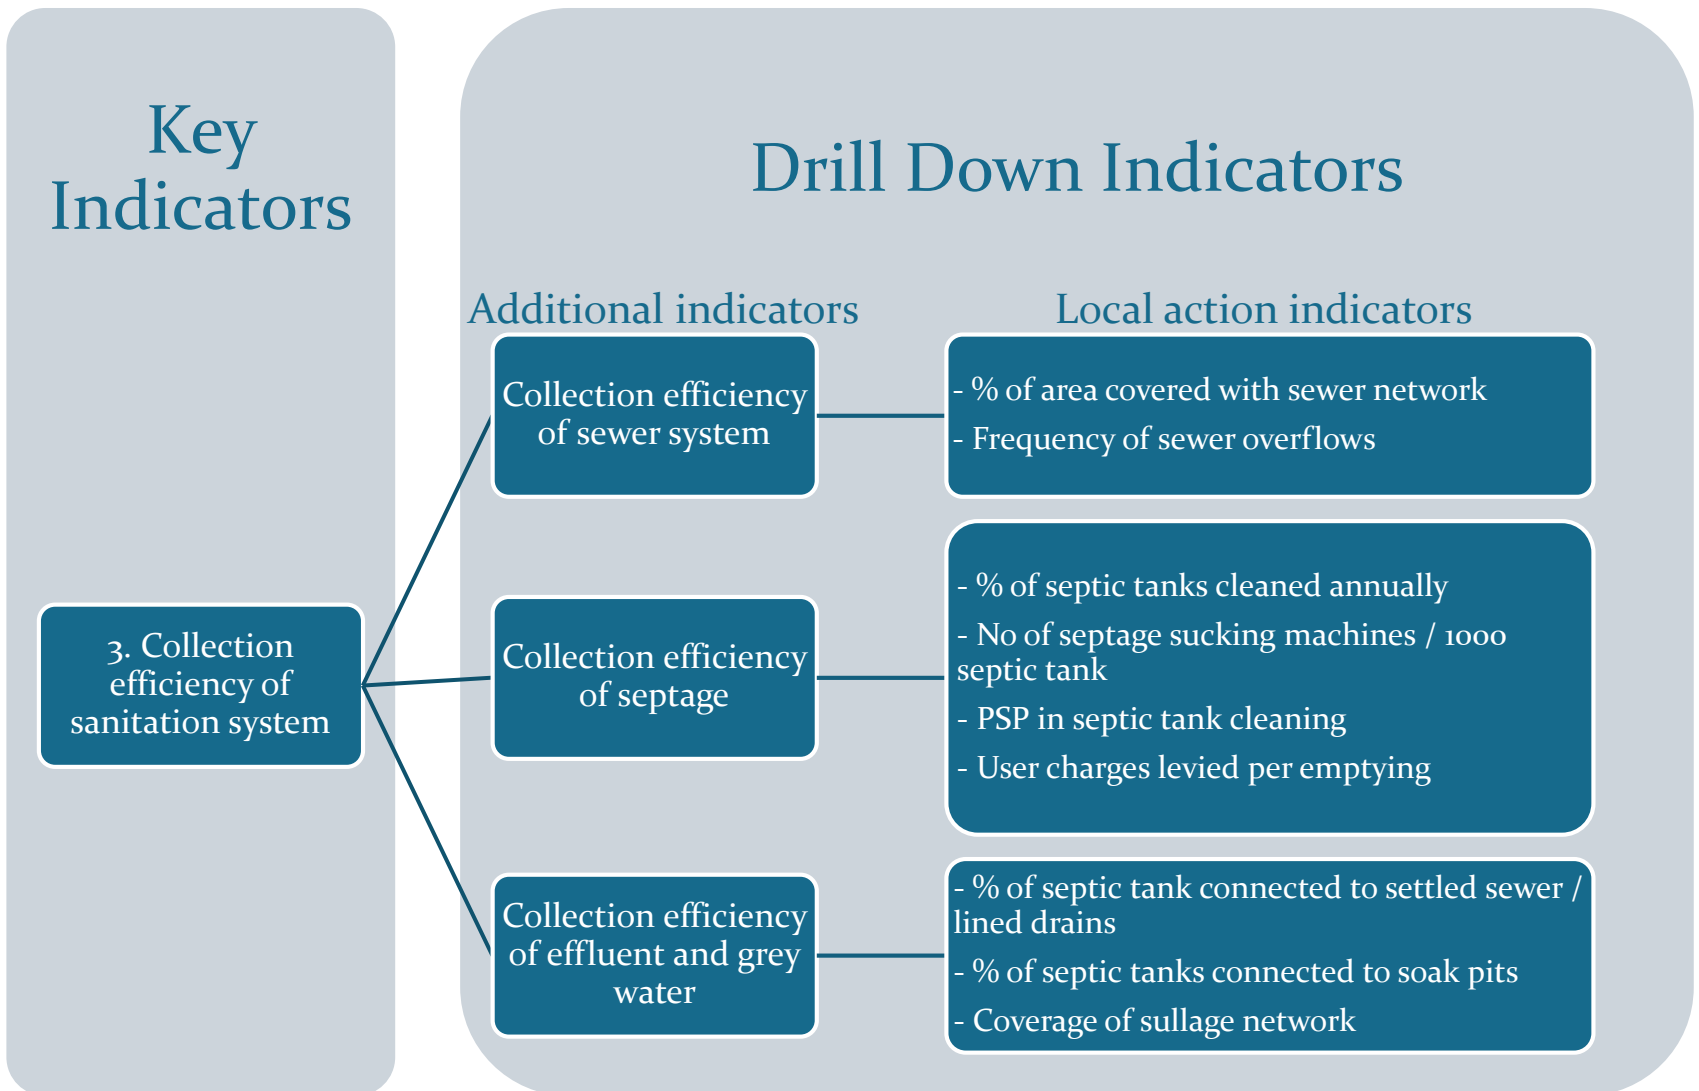 Key
Indicators
Drill Down Indicators
Additional indicators
Local action indicators
3. Collection
efficiency of
sanitation system
Collection efficiency
of sewer system
- % of area covered with sewer network
- Frequency of sewer overflows
Collection efficiency
of septage
- % of septic tanks cleaned annually
- No of septage sucking machines / 1000
septic tank
- PSP in septic tank cleaning
- User charges levied per emptying
Collection efficiency
of effluent and grey
water
- % of septic tank connected to settled sewer /
lined drains
- % of septic tanks connected to soak pits
- Coverage of sullage network